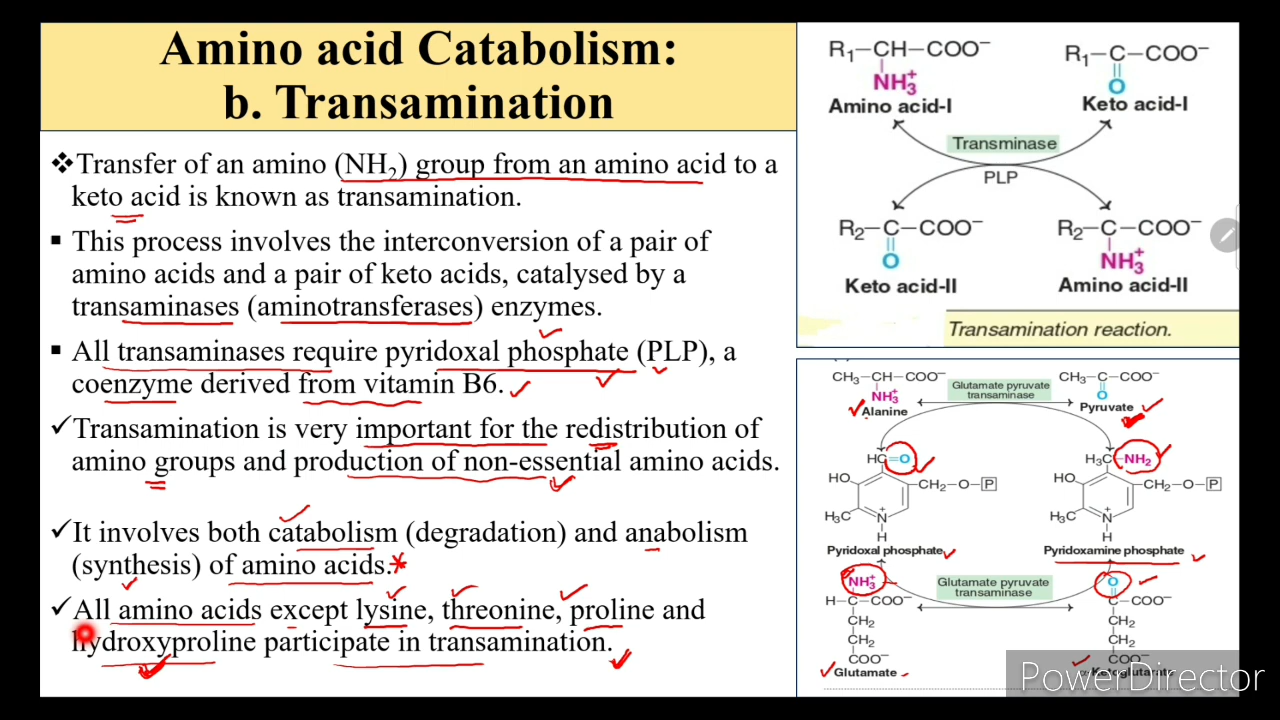 Amino acid Catabolism:
b. Transamination
❖Transfer of an amino (NH₂) group from an amino acid to a
keto acid is known as transamination.
▪ This process involves the interconversion of a pair of
amino acids and a pair of keto acids, catalysed by a
transaminases (aminotransferases) enzymes.
▪ All transaminases require pyridoxal phosphate (PLP), a
coenzyme derived from vitamin B6.
✓Transamination is very important for the redistribution of
amino groups and production of non-essential amino acids.
✓It involves both catabolism (degradation) and anabolism
(synthesis) of amino acids.
✓All amino acids except lysine, threonine, proline and
hydroxyproline participate in transamination.
R₁–CH–COO⁻
NH₃⁺
Amino acid-I
R₁–C–COO⁻
O
Keto acid-I
Transminase
PLP
R₂–C–COO⁻
O
Keto acid-II
R₂–C–COO⁻
NH₃⁺
Amino acid-II
Transamination reaction.
CH₃–CH–COO⁻
NH₃⁺
Alanine
Glutamate pyruvate
transaminase
CH₃–C–COO⁻
O
Pyruvate
HC=O
HO
CH₂–O–P
H₃C
N⁺
H
Pyridoxal phosphate
H₃C–NH₂
HO
CH₂–O–P
H₃C
N⁺
H
Pyridoxamine phosphate
NH₃⁺
H–C–COO⁻
CH₂
CH₂
COO⁻
Glutamate
Glutamate pyruvate
transaminase
O
C–COO⁻
CH₂
CH₂
COO⁻
Ketoglutarate
PowerDirector